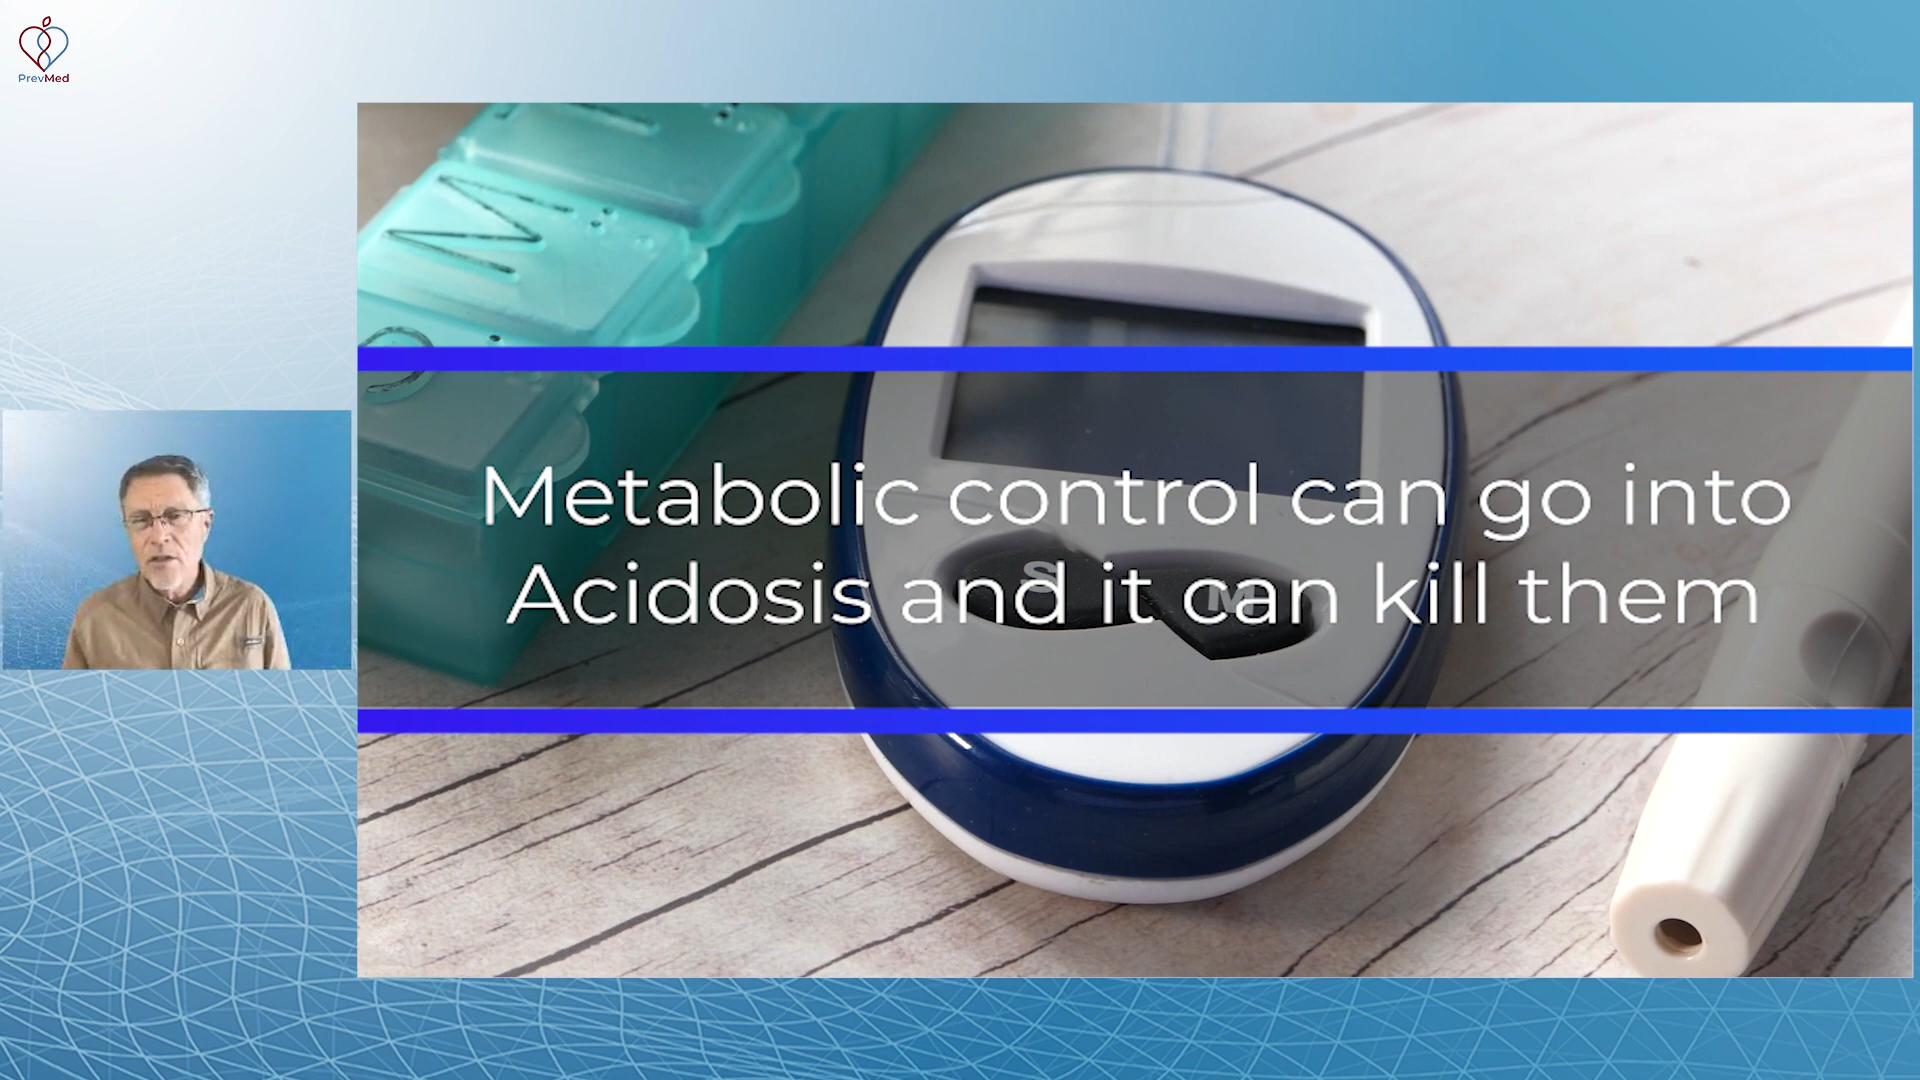 PrevMed
M
S
M
Metabolic control can go into
Acidosis and it can kill them